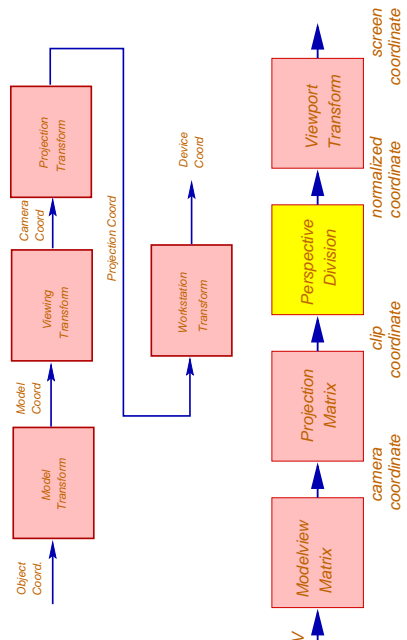 Object
Coord.
Model
Transform
Model
Coord
Viewing
Transform
Camera
Coord
Projection
Transform
Projection Coord
Workstation
Transform
Device
Coord
V
Modelview
Matrix
camera
coordinate
Projection
Matrix
clip
coordinate
Perspective
Division
normalized
coordinate
Viewport
Transform
screen
coordinate